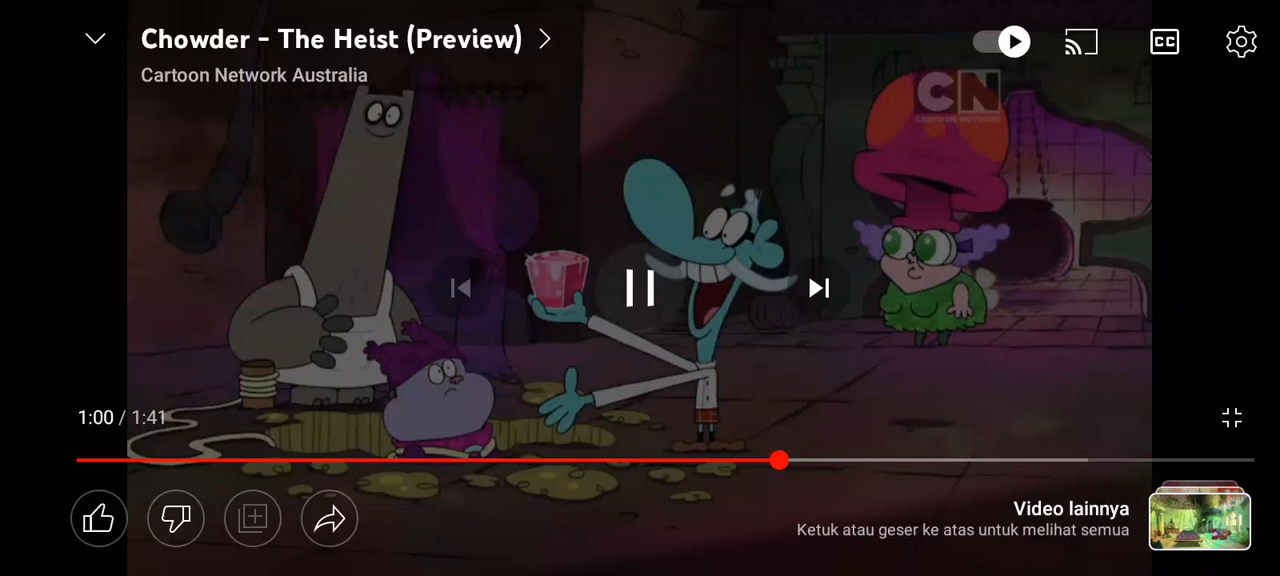 Chowder - The Heist (Preview)
Cartoon Network Australia
CC
CN
CARTOON NETWORK
1:00 / 1:41
Video lainnya
Ketuk atau geser ke atas untuk melihat semua